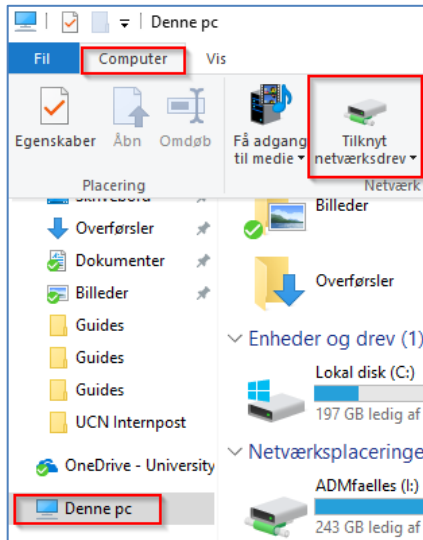 Denne pc
Fil Computer Vis
Egenskaber Åbn Omdøb
Få adgang til medie
Tilknyt netværksdrev
Placering
Netværk
Skrivebord
Overførsler
Dokumenter
Billeder
Guides
Guides
Guides
UCN Internpost
OneDrive - University
Denne pc
Billeder
Overførsler
Enheder og drev (1)
Lokal disk (C:)
197 GB ledig af
Netværksplaceringe
ADMfaelles (I:)
243 GB ledig af